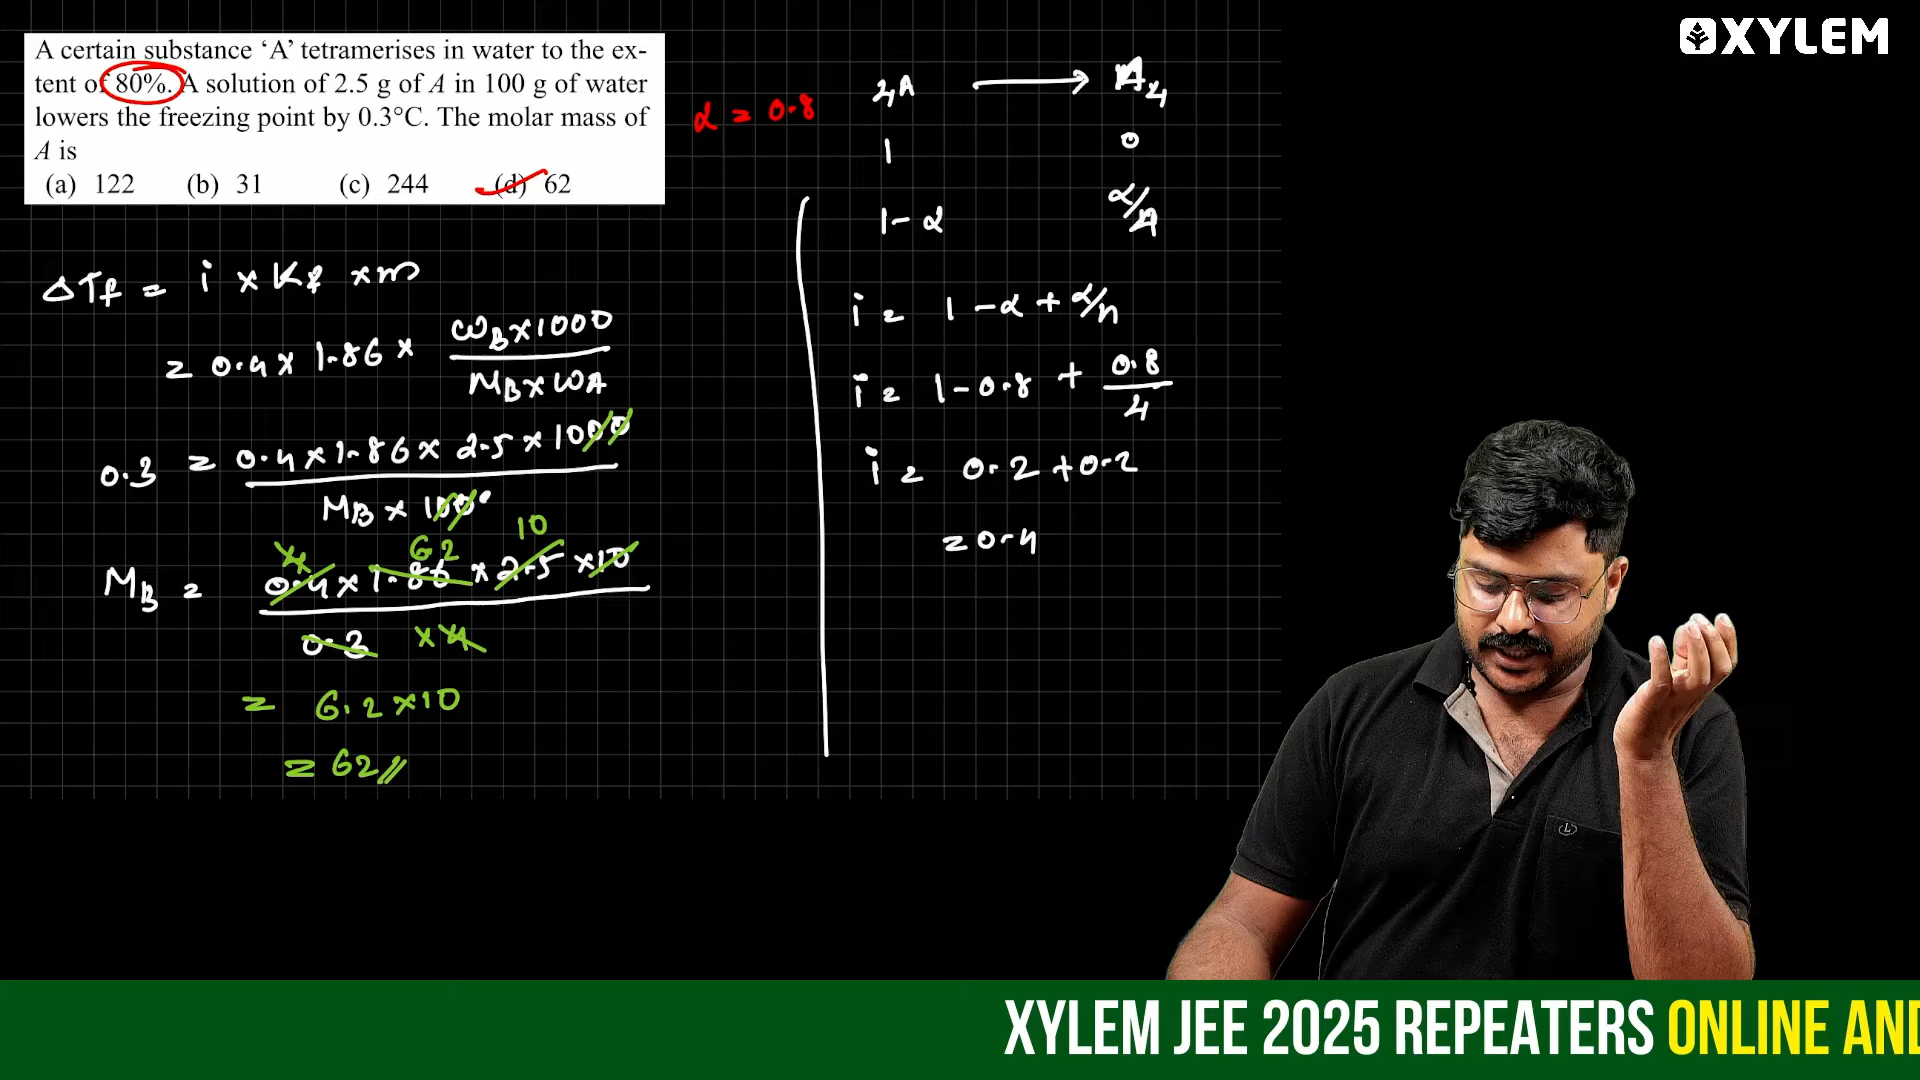 XYLEM
A certain substance ‘A’ tetramerises in water to the ex-
tent of 80%. A solution of 2.5 g of A in 100 g of water
lowers the freezing point by 0.3°C. The molar mass of
A is
(a) 122 (b) 31 (c) 244 (d) 62
α = 0.8
4A → A4
1 0
1-α α/4
ΔTf = i × Kf × m
= 0.4 × 1.86 × WB×1000 / MB×WA
0.3 = 0.4×1.86× 2.5 × 1000 / MB × 100
MB = 0.4 × 1.86 × 2.5 × 10 / 0.3 × 4
4 62 10
= 6.2 ×10
= 62//
i = 1 - α + α/n
i = 1 - 0.8 + 0.8/4
i = 0.2 + 0.2
= 0.4
XYLEM JEE 2025 REPEATERS ONLINE AND